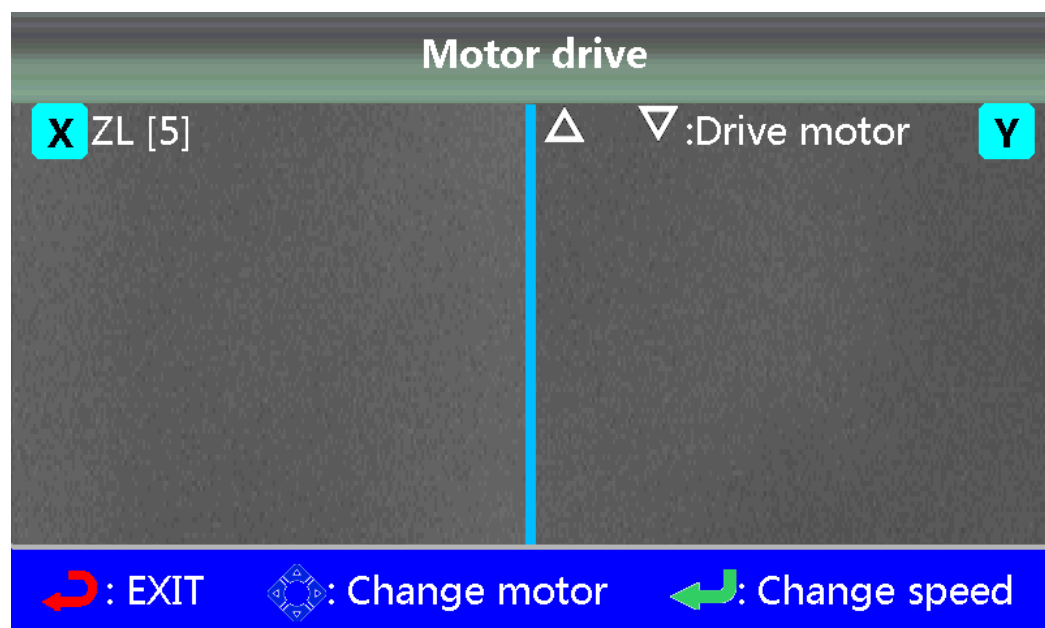 Motor drive
X ZL [5] △ ▽ :Drive motor Y
: EXIT : Change motor : Change speed